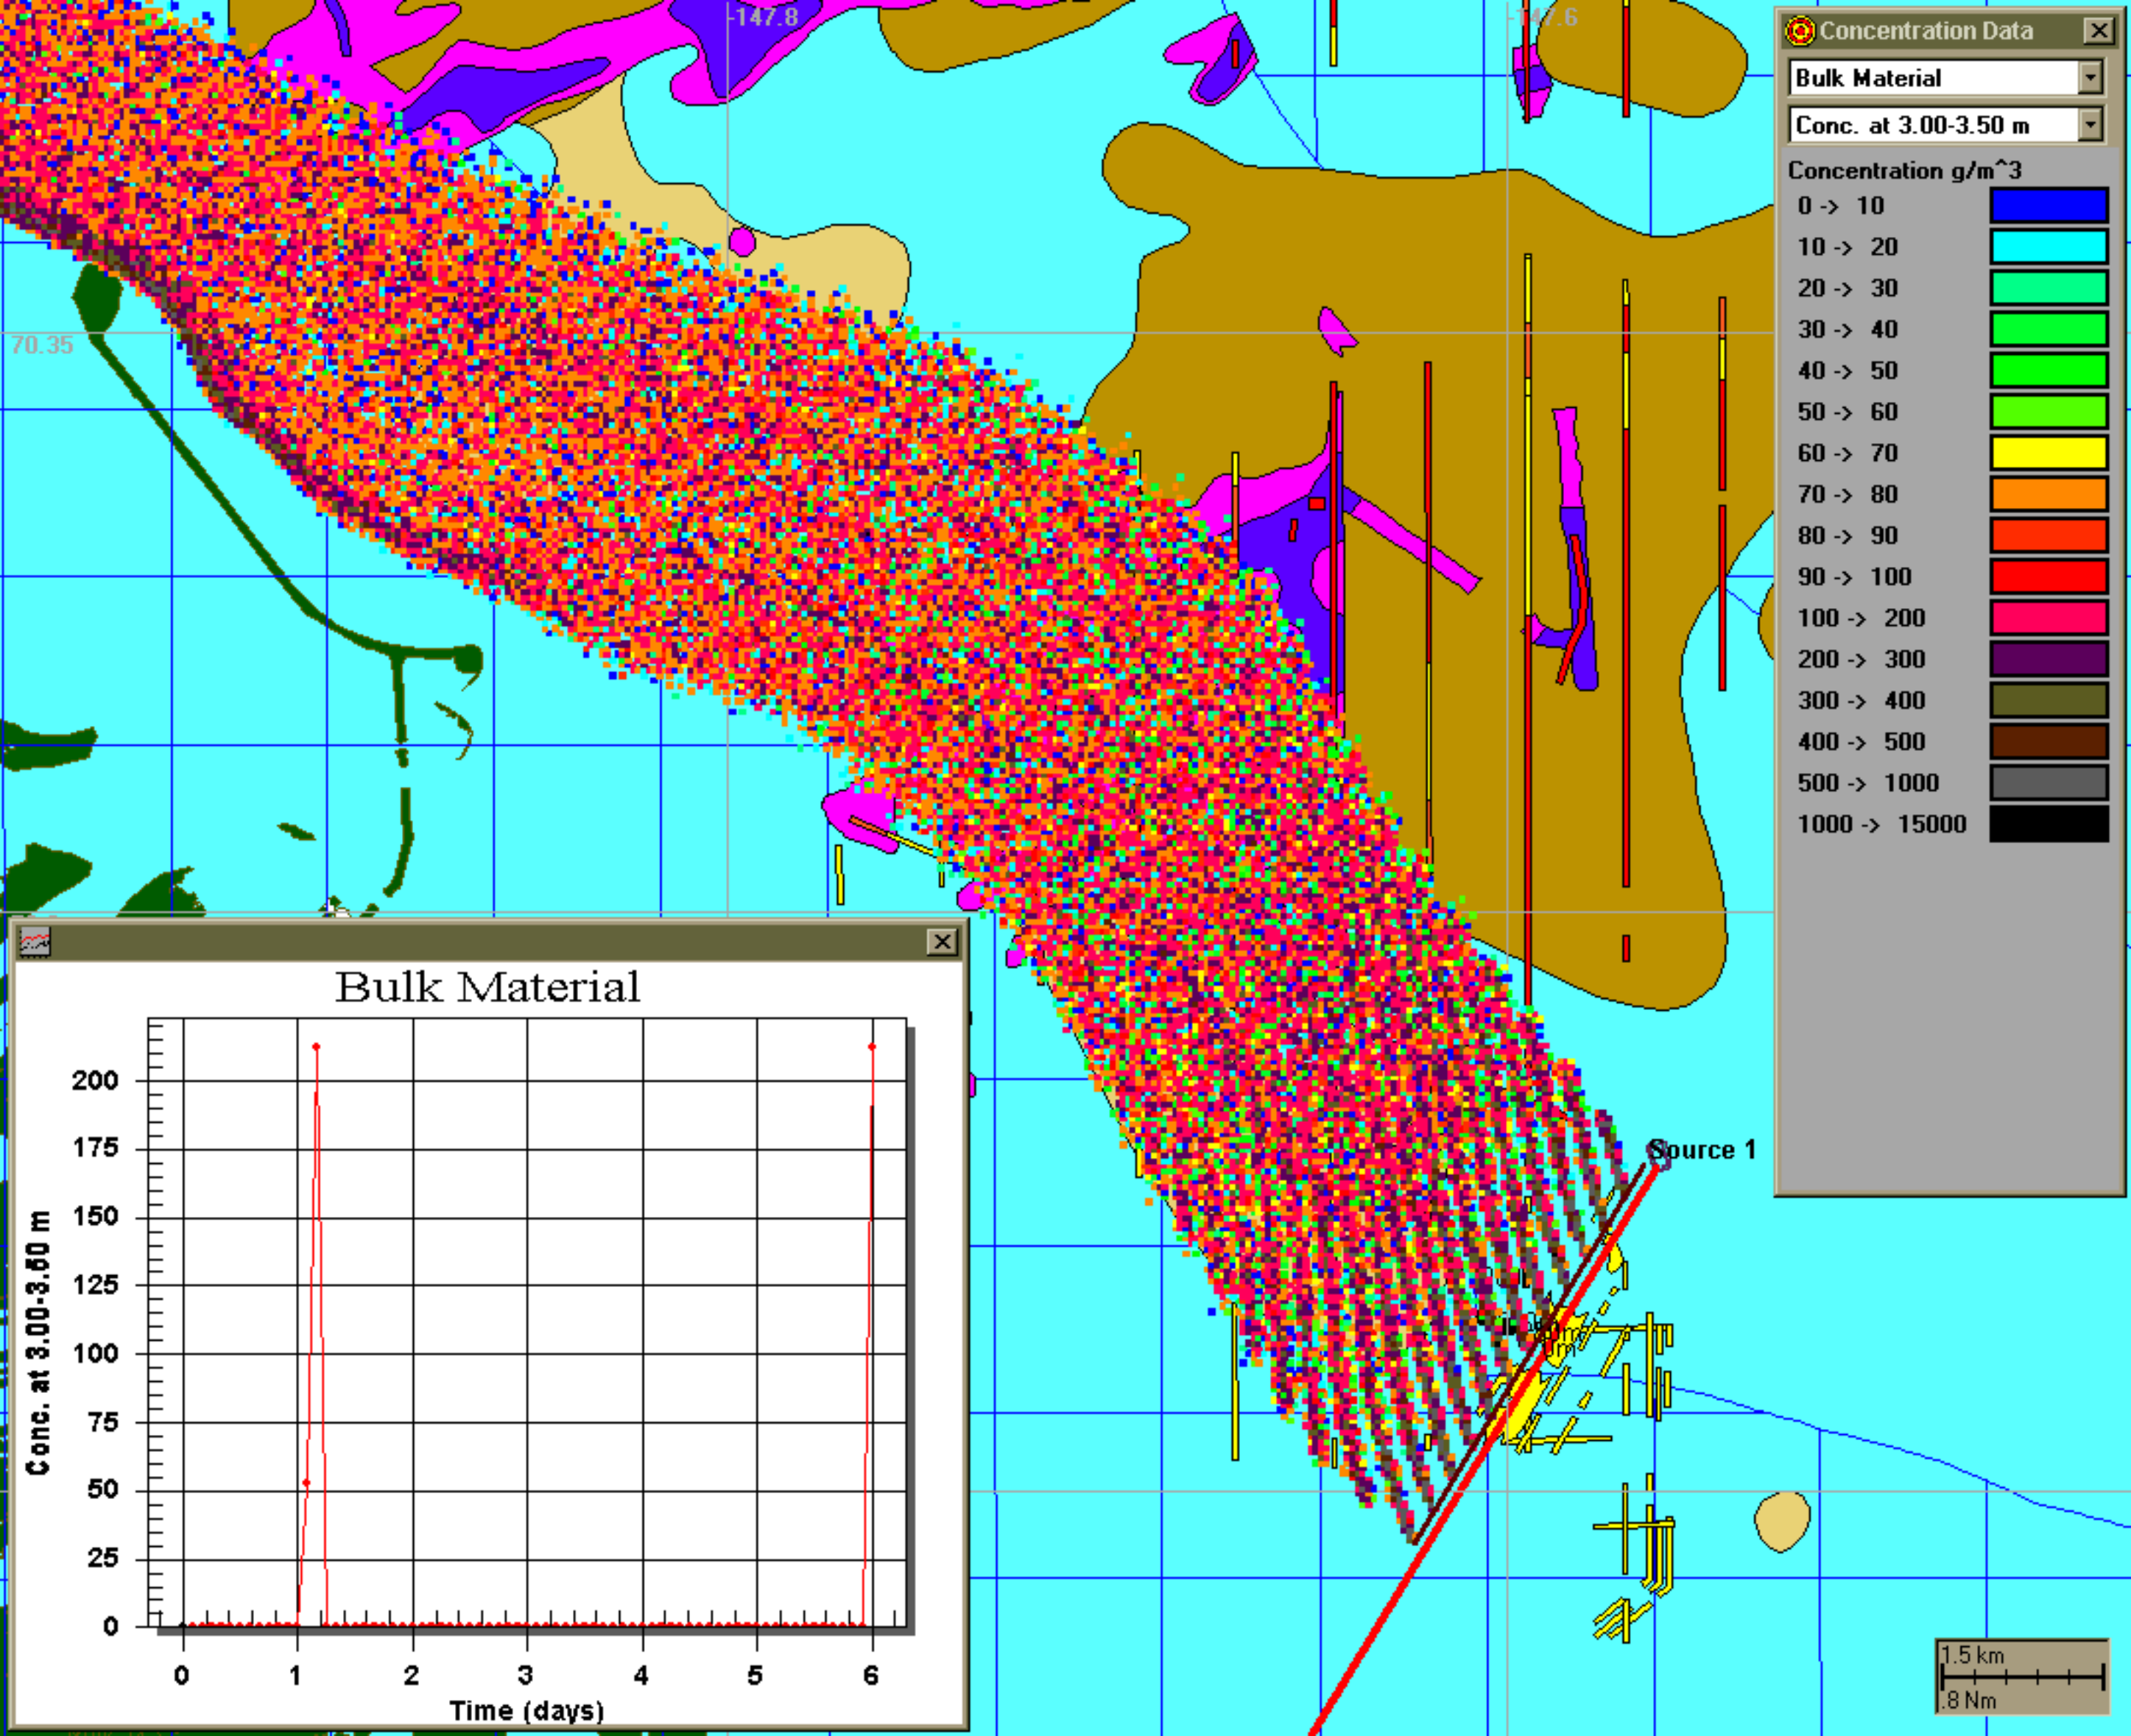 -147.8
-147.6
70.35
Concentration Data
Bulk Material
Conc. at 3.00-3.50 m
Concentration g/m^3
0 -> 10
10 -> 20
20 -> 30
30 -> 40
40 -> 50
50 -> 60
60 -> 70
70 -> 80
80 -> 90
90 -> 100
100 -> 200
200 -> 300
300 -> 400
400 -> 500
500 -> 1000
1000 -> 15000
Source 1
Bulk Material
Conc. at 3.00-3.50 m
200
175
150
125
100
75
50
25
0
0 1 2 3 4 5 6
Time (days)
1.5 km
.8 Nm